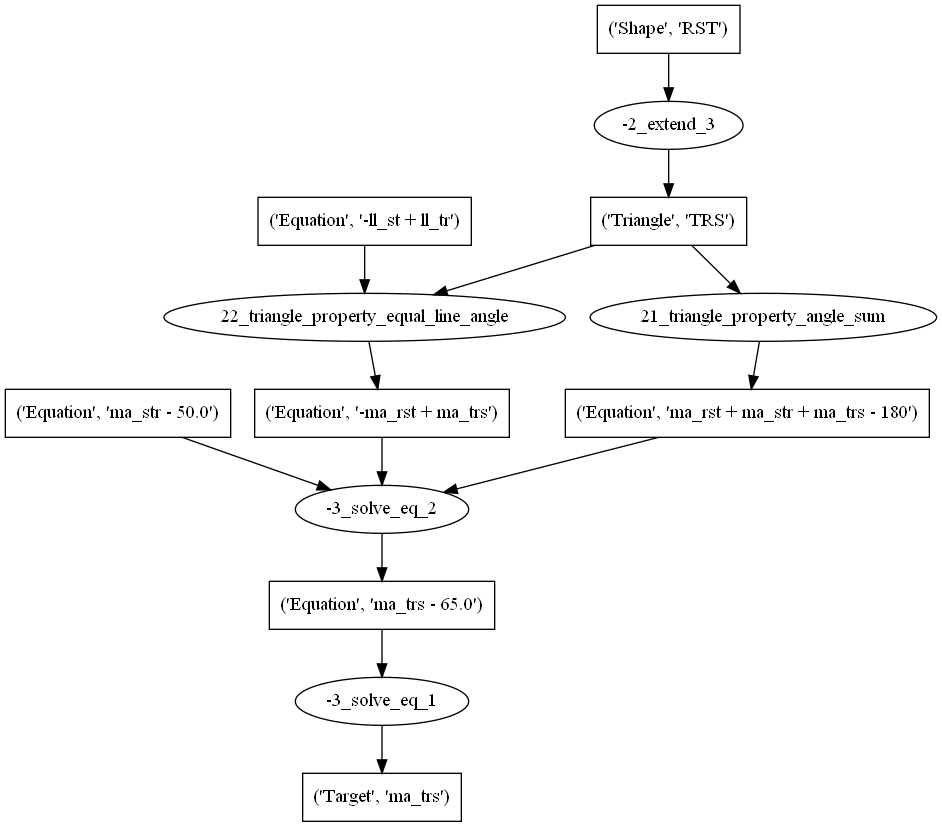 ('Shape', 'RST')
-2_extend_3
('Equation', '-ll_st + ll_tr')
('Triangle', 'TRS')
22_triangle_property_equal_line_angle
21_triangle_property_angle_sum
('Equation', 'ma_str - 50.0')
('Equation', '-ma_rst + ma_trs')
('Equation', 'ma_rst + ma_str + ma_trs - 180')
-3_solve_eq_2
('Equation', 'ma_trs - 65.0')
-3_solve_eq_1
('Target', 'ma_trs')